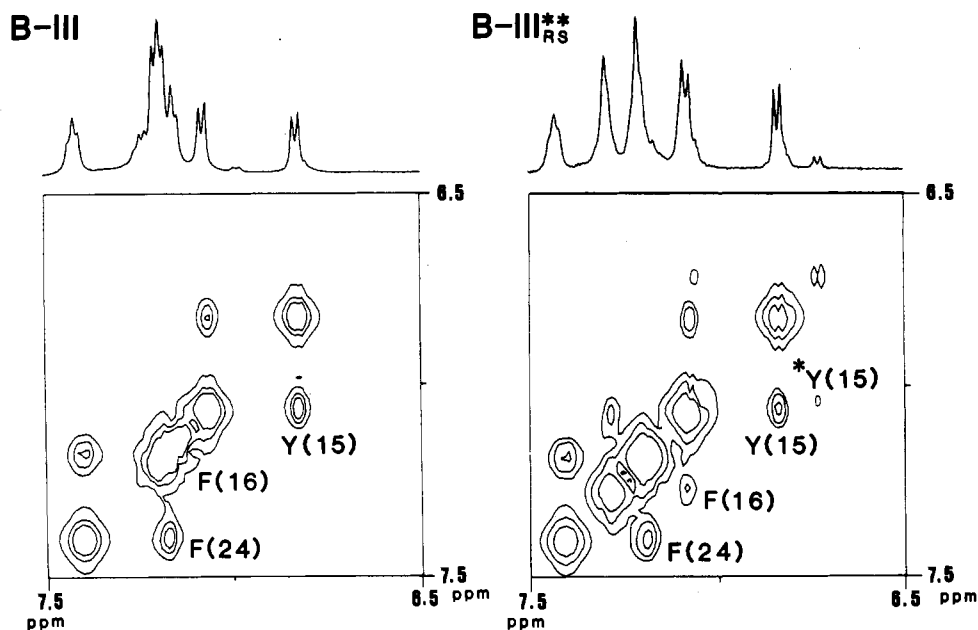 B-III
B-III**RS
6.5
6.5
Y(15)
F(16)
F(24)
*Y(15)
Y(15)
F(16)
F(24)
7.5
7.5
7.5
ppm
6.5
ppm
7.5
ppm
6.5
ppm